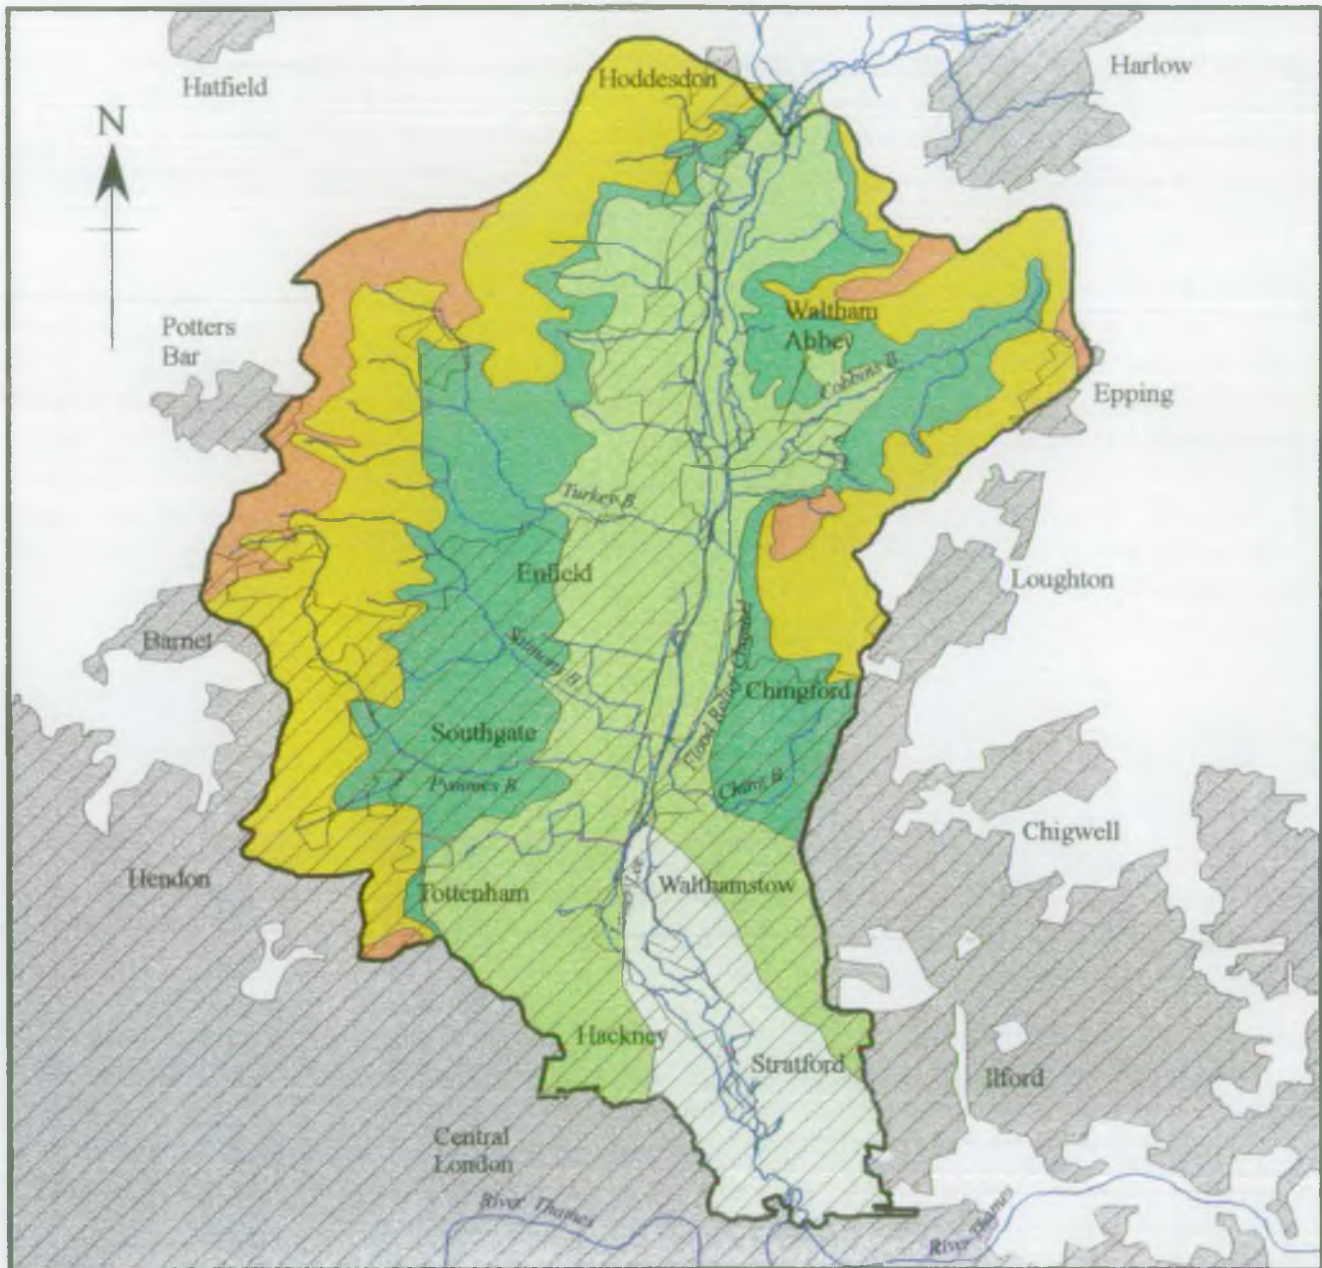 Hatfield
Hoddesdon
Harlow
N
Potters
Bar
Waltham
Abbey
Cobbins B.
Epping
Turkey B.
Enfield
Loughton
Barnet
Salmons B.
Flood Relief Channel
Chingford
Southgate
Pymmes B.
Ching B.
Chigwell
Hendon
Tottenham
Walthamstow
Hackney
Stratford
Ilford
Central
London
River Thames
River Thames